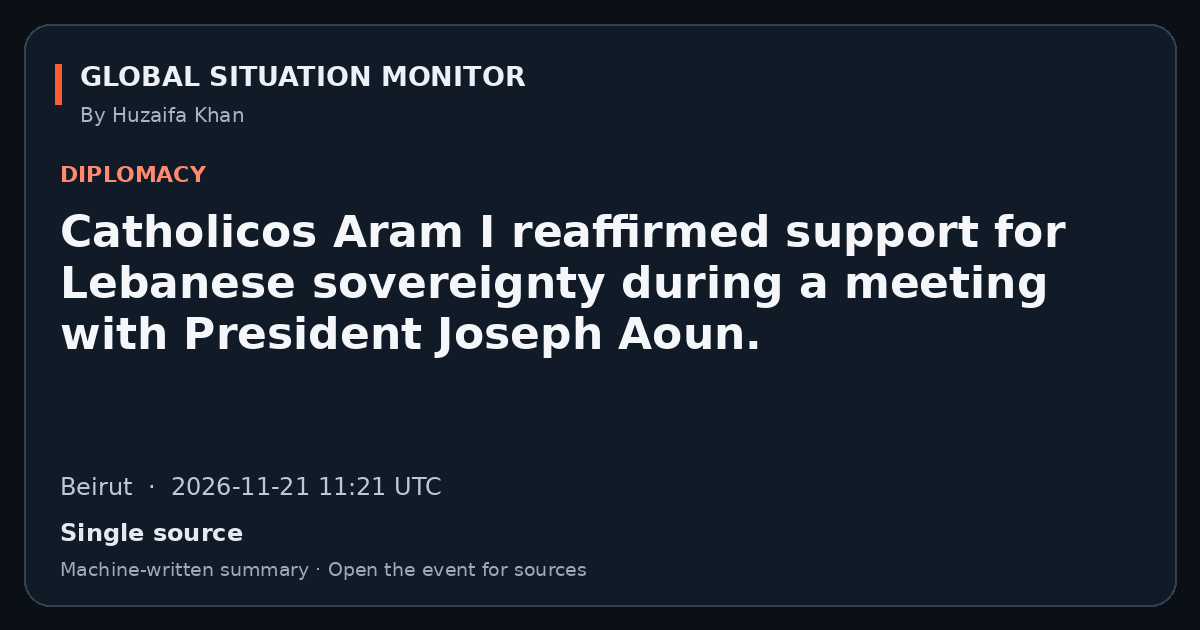 GLOBAL SITUATION MONITOR
By Huzaifa Khan
DIPLOMACY
Catholicos Aram I reaffirmed support for
Lebanese sovereignty during a meeting
with President Joseph Aoun.
Beirut · 2026-11-21 11:21 UTC
Single source
Machine-written summary · Open the event for sources